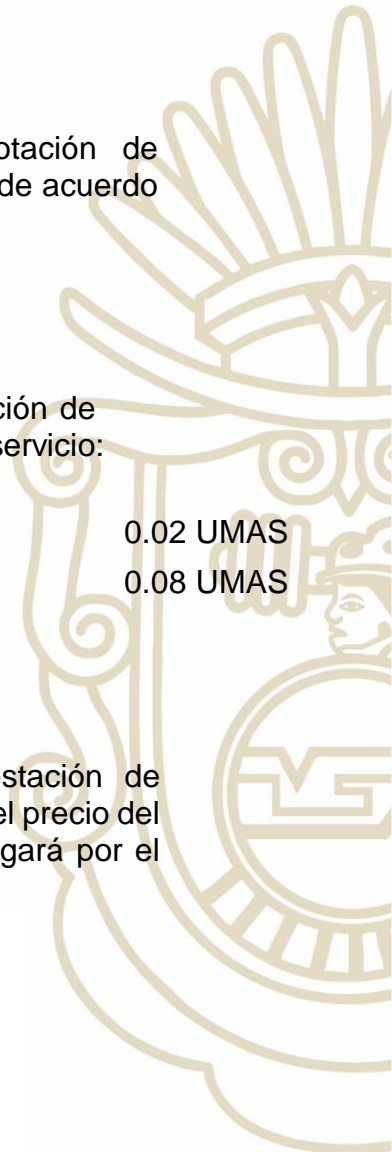 otación de
de acuerdo
ción de
servicio:
0.02 UMAS
0.08 UMAS
estación de
el precio del
gará por el